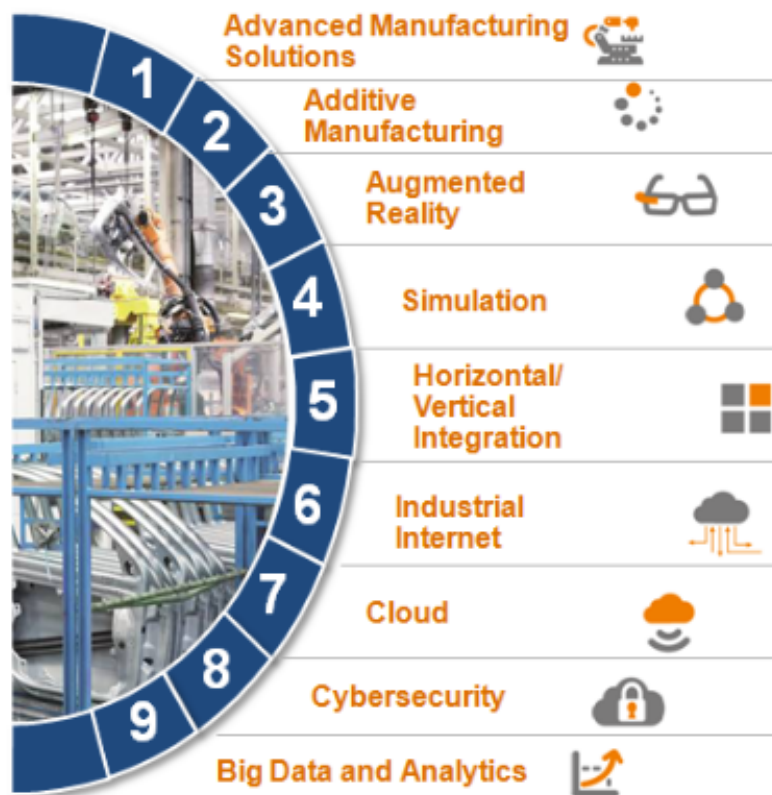 1
Advanced Manufacturing
Solutions
2
Additive
Manufacturing
3
Augmented
Reality
4
Simulation
5
Horizontal/
Vertical
Integration
6
Industrial
Internet
7
Cloud
8
Cybersecurity
9
Big Data and Analytics